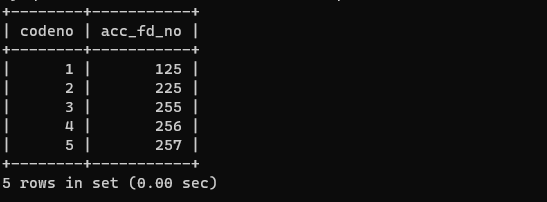 +--------+-----------+
| codeno | acc_fd_no |
+--------+-----------+
|      1 |       125 |
|      2 |       225 |
|      3 |       255 |
|      4 |       256 |
|      5 |       257 |
+--------+-----------+
5 rows in set (0.00 sec)